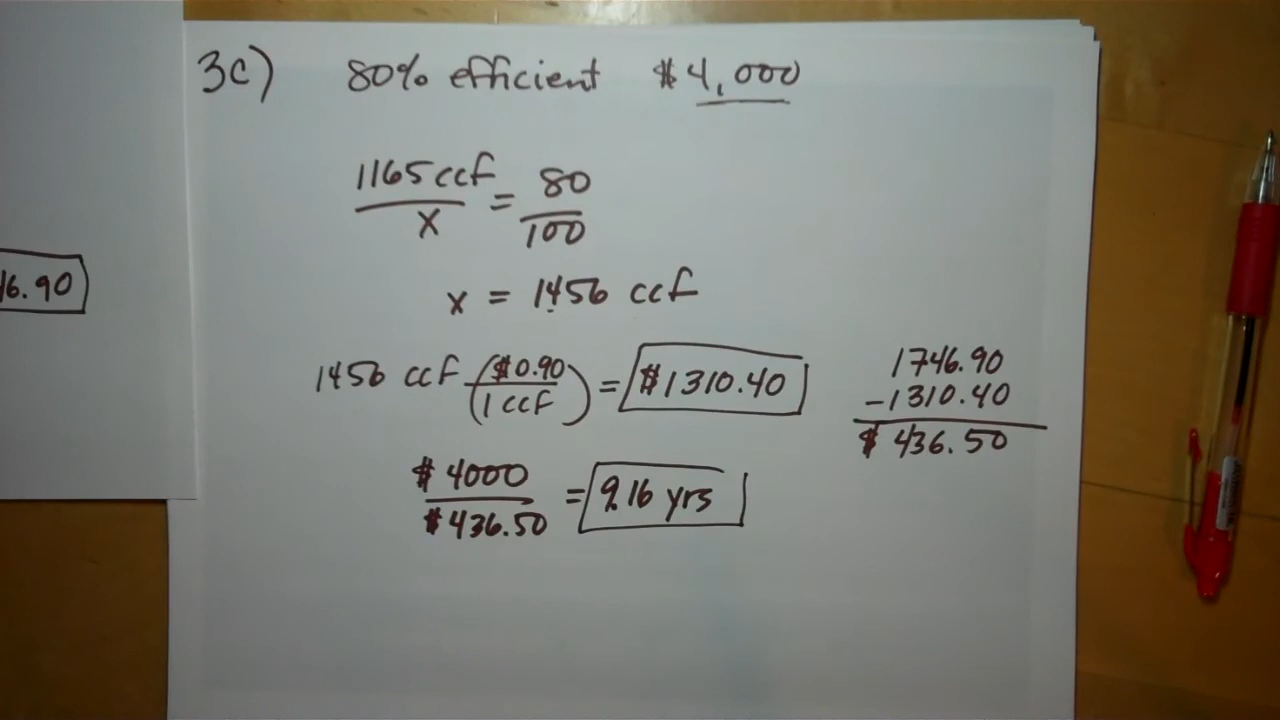 3c) 80% efficient $4,000
1165 ccf / x = 80 / 100
x = 1456 ccf
6.90
1456 ccf ($0.90 / 1 ccf) = $1310.40
1746.90
-1310.40
$ 436.50
$4000 / $436.50 = 9.16 yrs